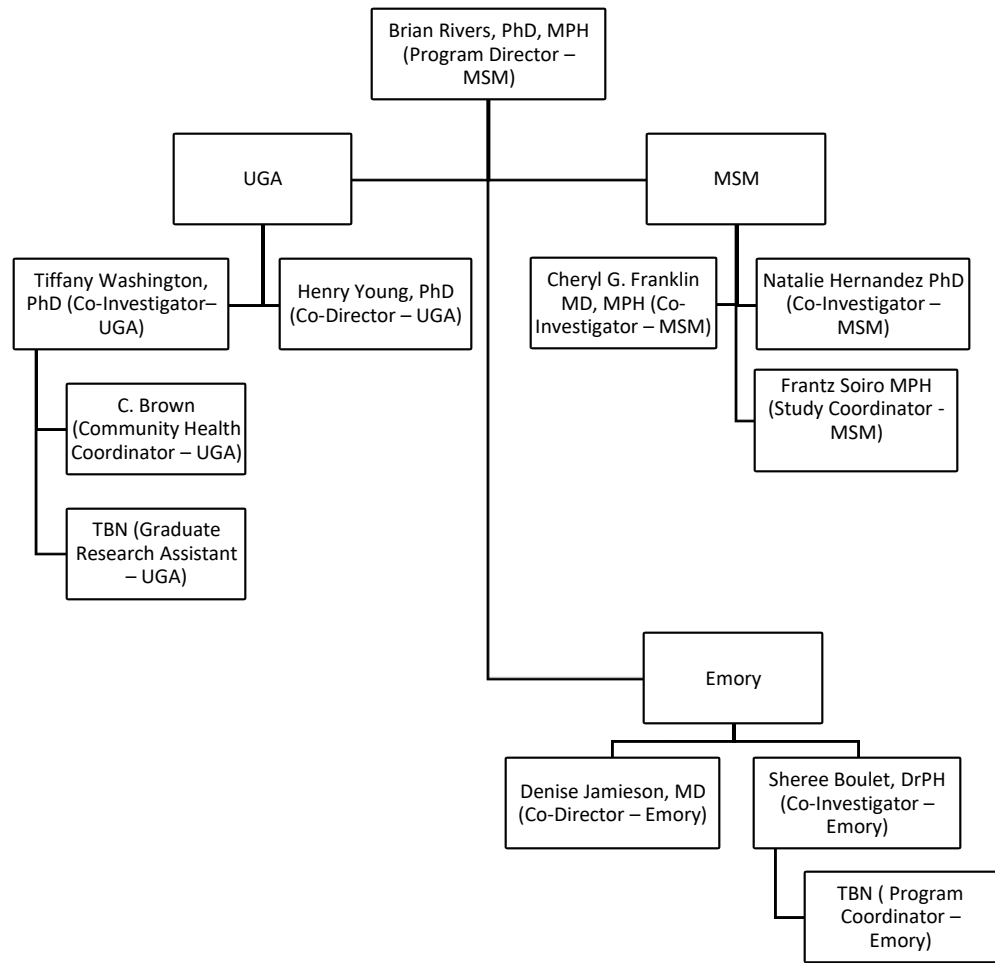 Brian Rivers, PhD, MPH
(Program Director –
MSM)
UGA
MSM
Tiffany Washington,
PhD (Co-Investigator–
UGA)
Henry Young, PhD
(Co-Director – UGA)
Cheryl G. Franklin
MD, MPH (Co-
Investigator – MSM)
Natalie Hernandez PhD
(Co-Investigator –
MSM)
C. Brown
(Community Health
Coordinator – UGA)
Frantz Soiro MPH
(Study Coordinator -
MSM)
TBN (Graduate
Research Assistant
– UGA)
Emory
Denise Jamieson, MD
(Co-Director – Emory)
Sheree Boulet, DrPH
(Co-Investigator –
Emory)
TBN ( Program
Coordinator –
Emory)